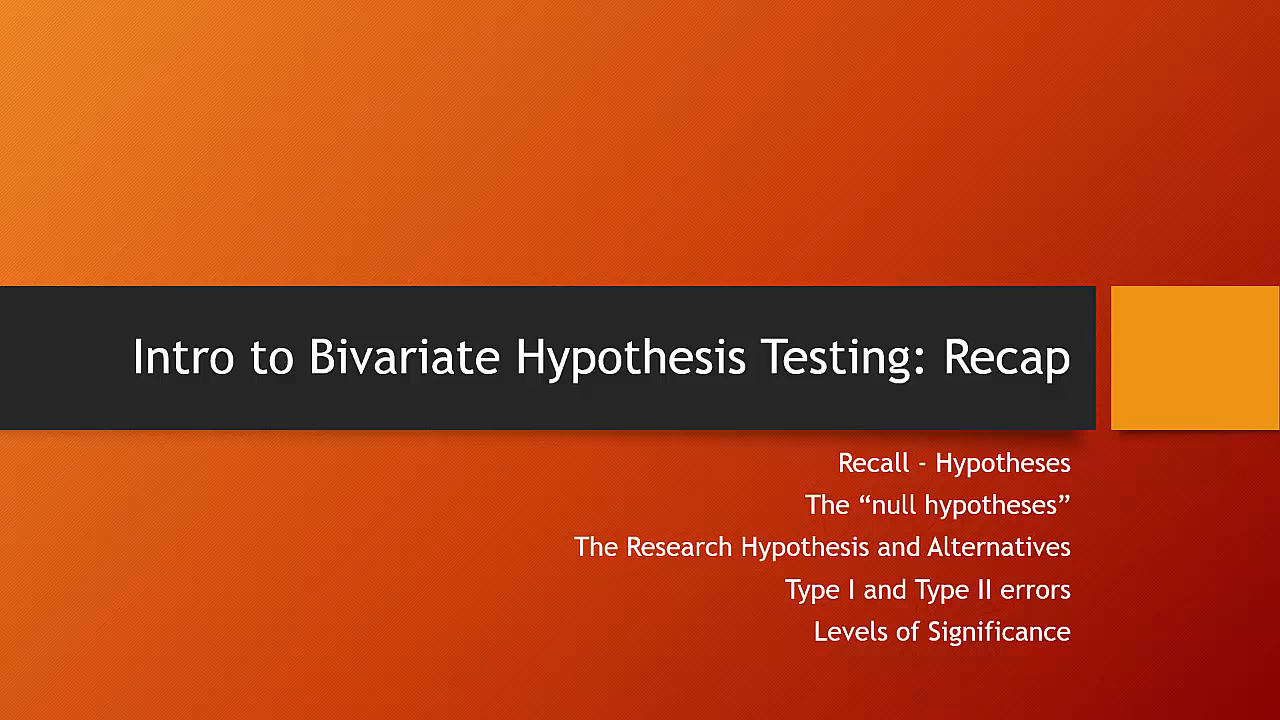 Intro to Bivariate Hypothesis Testing: Recap
Recall - Hypotheses
The “null hypotheses”
The Research Hypothesis and Alternatives
Type I and Type II errors
Levels of Significance